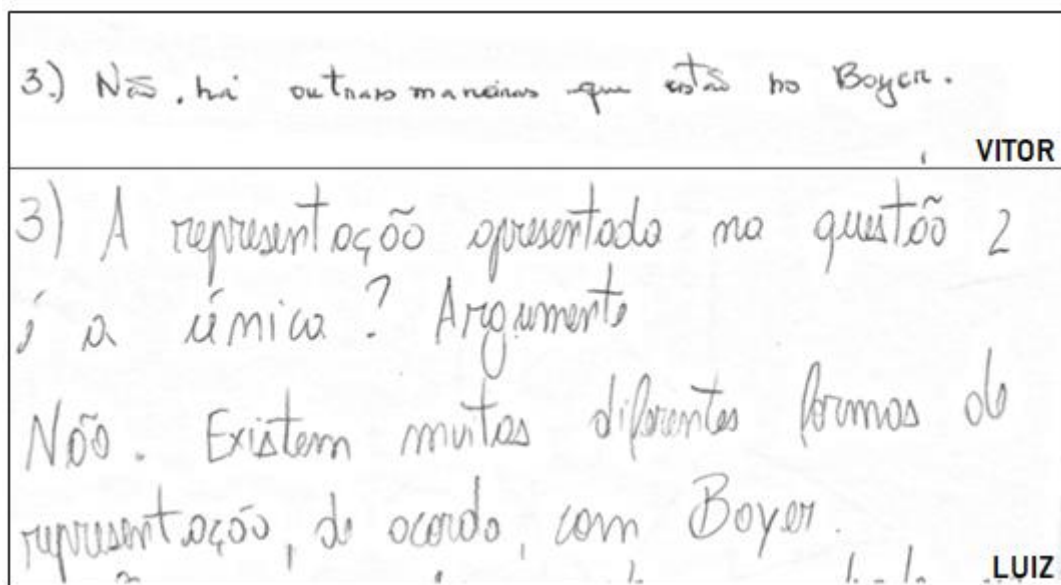 3.) Não, há outras maneiras que estão no Boyer.
VITOR
3) A representação apresentada na questão 2
é a única? Argumente
Não. Existem muitas diferentes formas de
representação, de acordo, com Boyer.
LUIZ